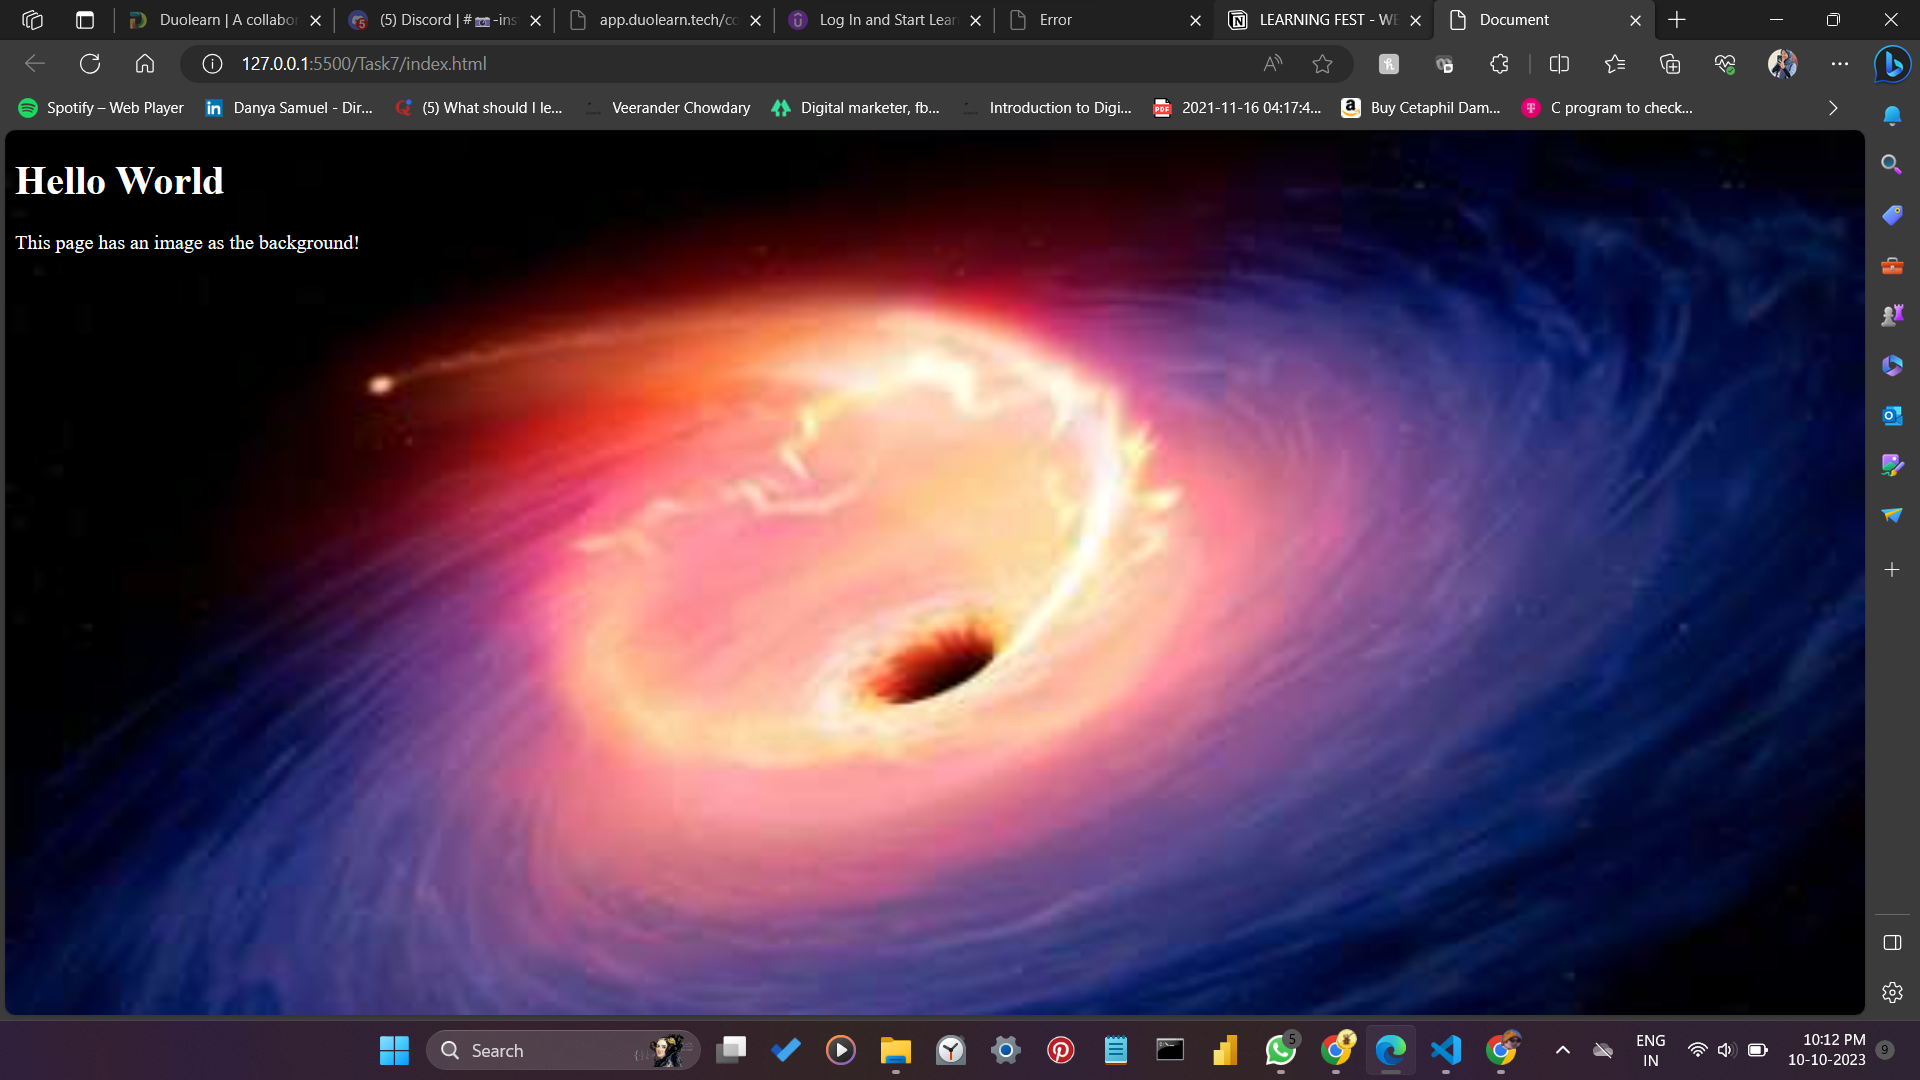 Duolearn | A collabor
(5) Discord | #📷-ins
app.duolearn.tech/co
Log In and Start Lear
Error
LEARNING FEST - WE
Document
127.0.0.1:5500/Task7/index.html
Spotify – Web Player
Danya Samuel - Dir...
(5) What should I le...
Veerander Chowdary
Digital marketer, fb...
Introduction to Digi...
2021-11-16 04:17:4...
Buy Cetaphil Dam...
C program to check...
Hello World
This page has an image as the background!
Search
5
ENG
IN
10:12 PM
10-10-2023
9